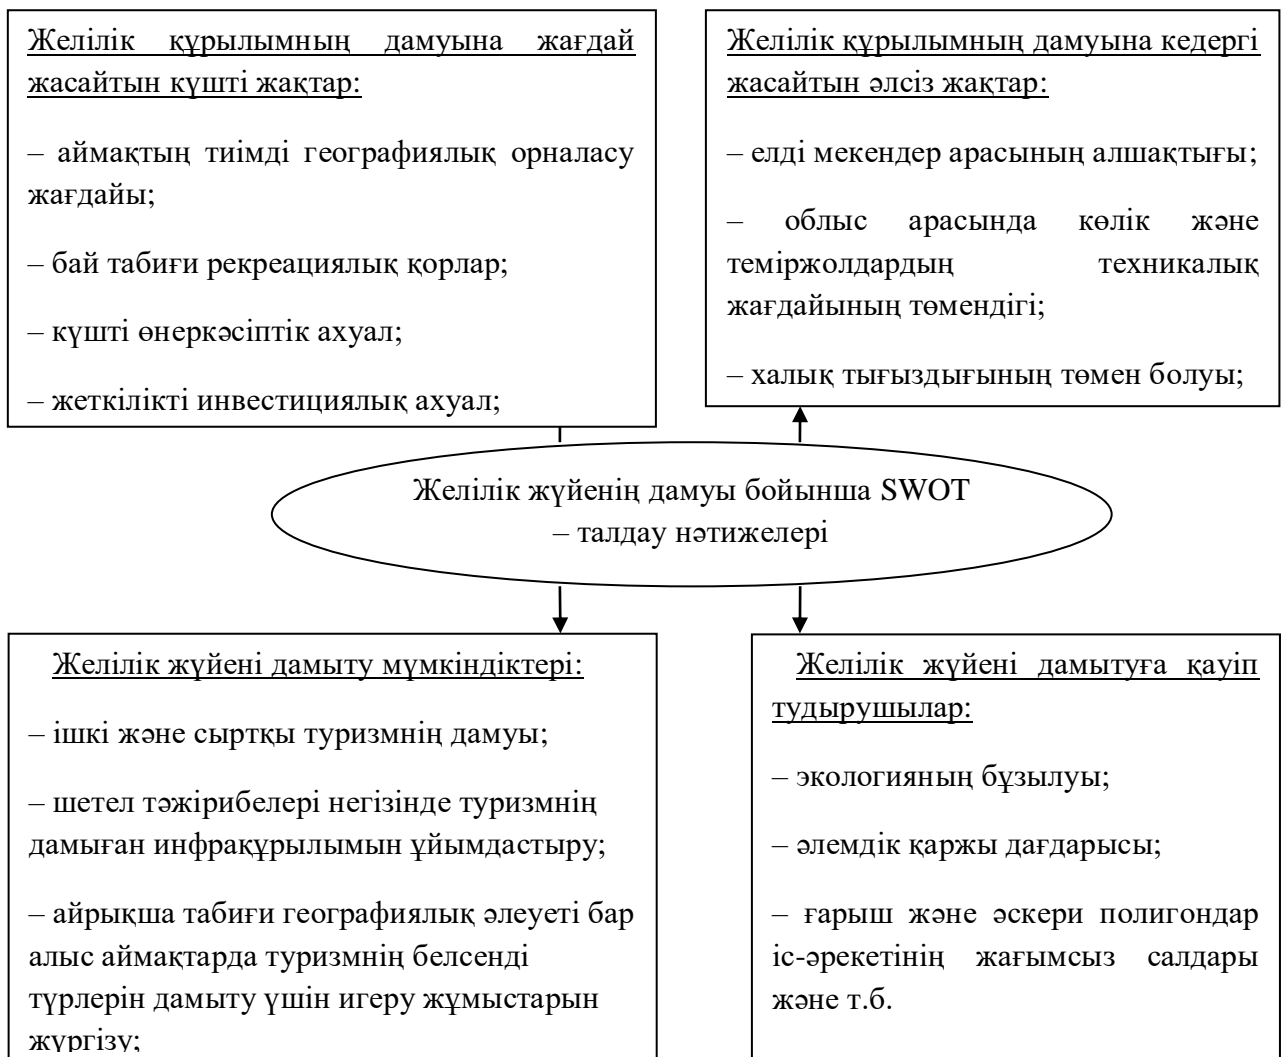 Желілік құрылымның дамуына жағдай
жасайтын күшті жақтар:
– аймақтың тиімді географиялық орналасу
жағдайы;
– бай табиғи рекреациялық қорлар;
– күшті өнеркәсіптік ахуал;
– жеткілікті инвестициялық ахуал;
Желілік құрылымның дамуына кедергі
жасайтын әлсіз жақтар:
– елді мекендер арасының алшақтығы;
– облыс арасында көлік және
теміржолдардың техникалық
жағдайының төмендігі;
– халық тығыздығының төмен болуы;
Желілік жүйенің дамуы бойынша SWOT
– талдау нәтижелері
Желілік жүйені дамыту мүмкіндіктері:
– ішкі және сыртқы туризмнің дамуы;
– шетел тәжірибелері негізінде туризмнің
дамыған инфрақұрылымын ұйымдастыру;
– айрықша табиғи географиялық әлеуеті бар
алыс аймақтарда туризмнің белсенді
түрлерін дамыту үшін игеру жұмыстарын
жүргізу;
Желілік жүйені дамытуға қауіп
тудырушылар:
– экологияның бұзылуы;
– әлемдік қаржы дағдарысы;
– ғарыш және әскери полигондар
іс-әрекетінің жағымсыз салдары
және т.б.